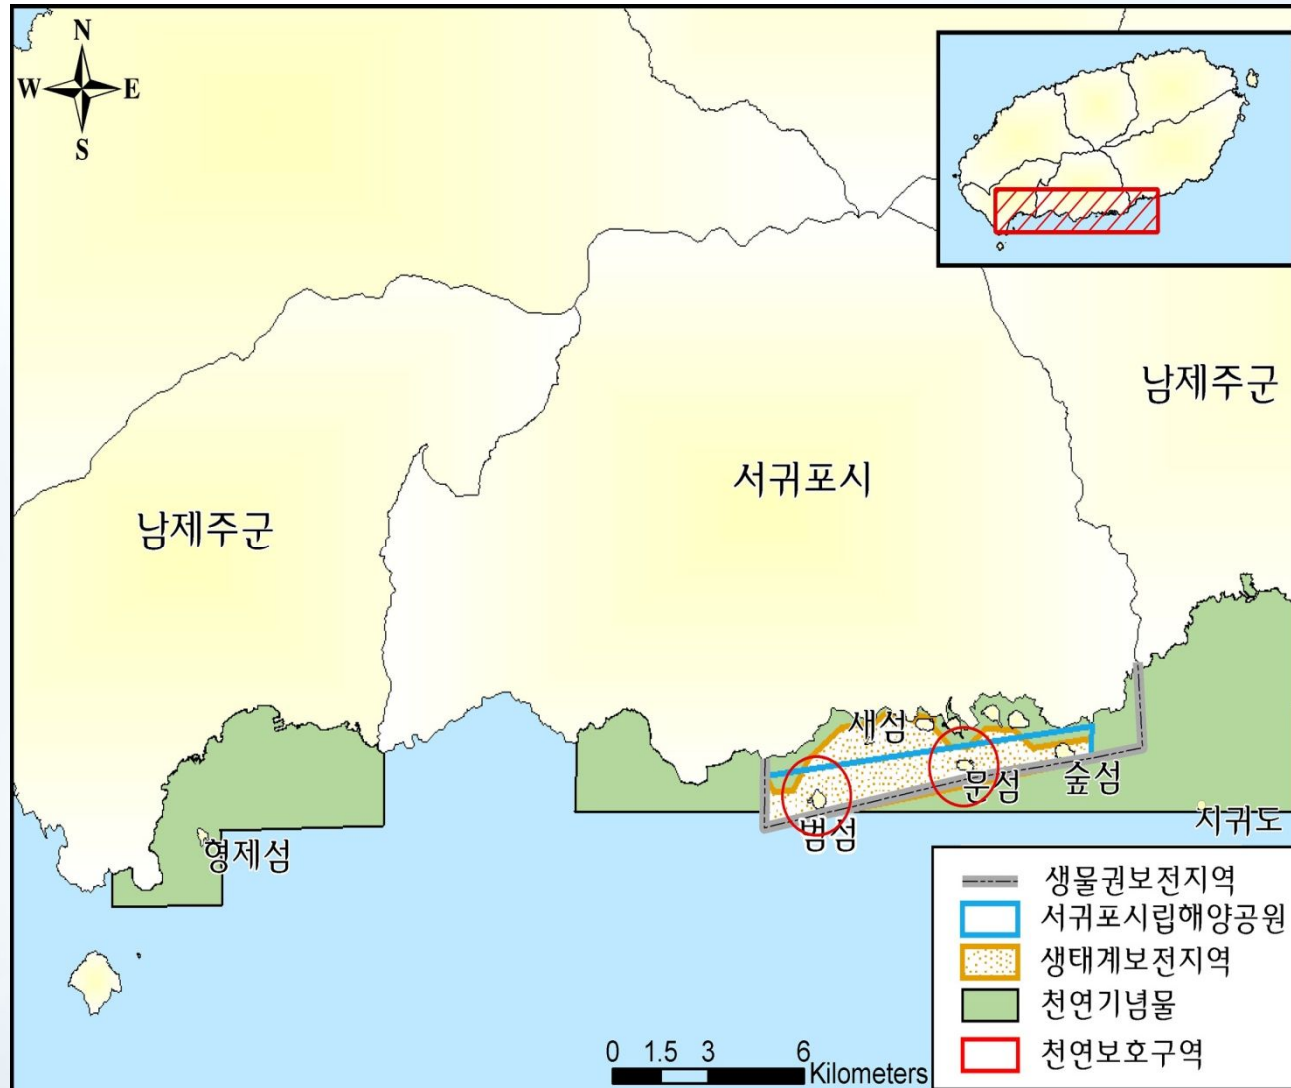 N
W E
S
남제주군
서귀포시
남제주군
새섬
문섬
숲섬
범섬
지귀도
형제섬
생물권보전지역
서귀포시립해양공원
생태계보전지역
천연기념물
천연보호구역
0 1.5 3 6
Kilometers